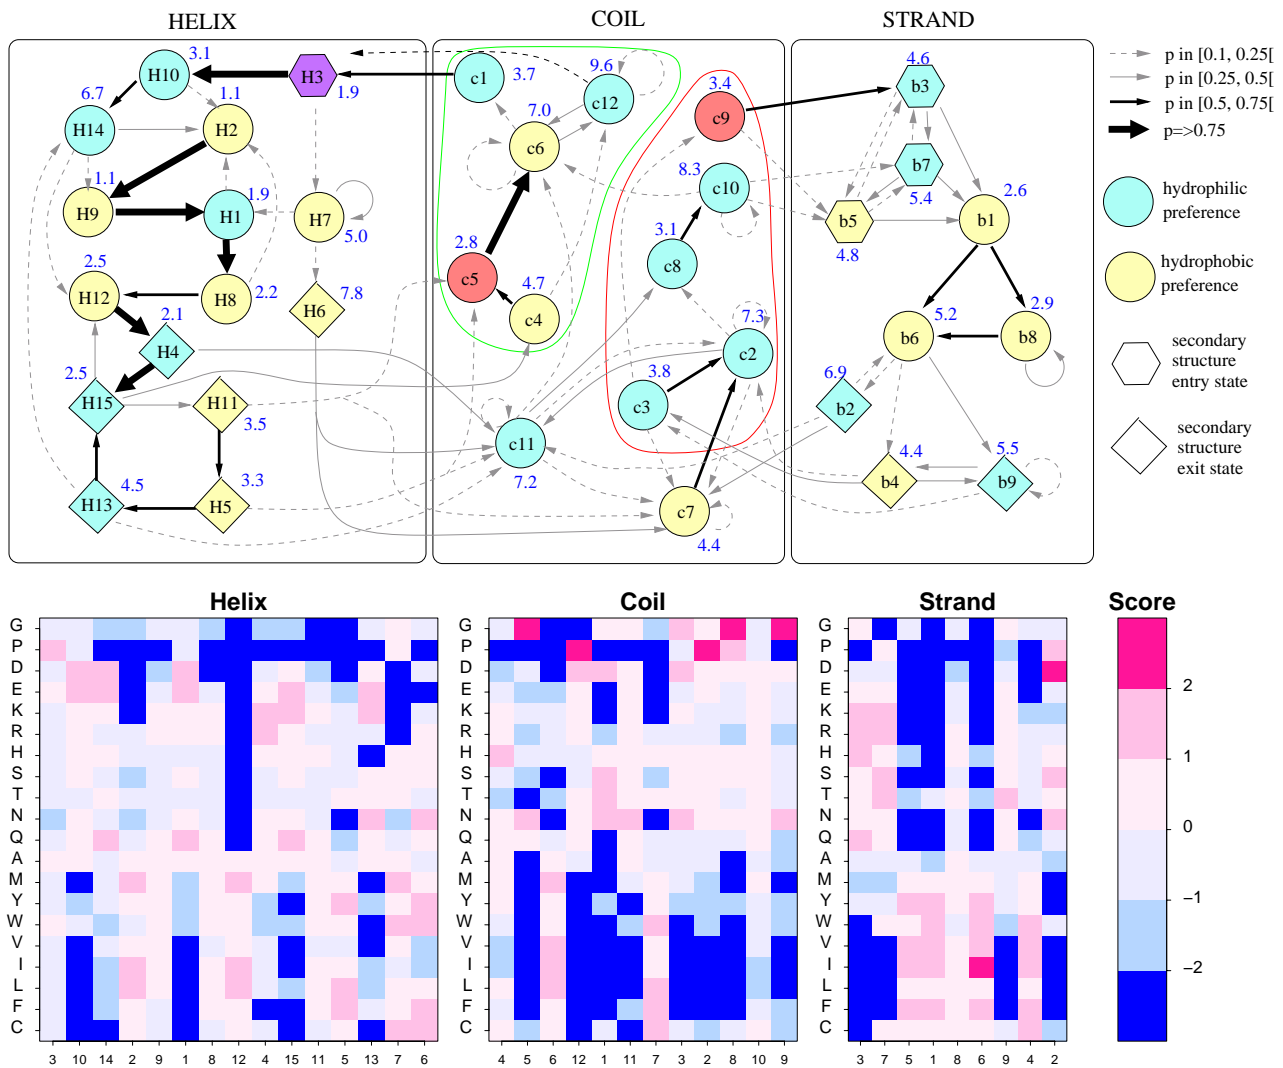 HELIX
COIL
STRAND
H10
3.1
H3
1.9
6.7
H14
1.1
H2
1.1
H9
1.9
H1
H7
5.0
2.5
H12
H8
2.2
7.8
H6
2.1
H4
2.5
H15
H11
3.5
4.5
H13
3.3
H5
c1
3.7
9.6
c12
7.0
c6
2.8
c5
4.7
c4
3.4
c9
8.3
c10
3.1
c8
7.3
c2
3.8
c3
c11
7.2
c7
4.4
4.6
b3
b7
5.4
b5
4.8
2.6
b1
5.2
b6
2.9
b8
6.9
b2
4.4
b4
5.5
b9
p in [0.1, 0.25[
p in [0.25, 0.5[
p in [0.5, 0.75[
p=>0.75
hydrophilic
preference
hydrophobic
preference
secondary
structure
entry state
secondary
structure
exit state
Helix
Coil
Strand
Score
G
P
D
E
K
R
H
S
T
N
Q
A
M
Y
W
V
I
L
F
C
3 10 14 2 9 1 8 12 4 15 11 5 13 7 6
G
P
D
E
K
R
H
S
T
N
Q
A
M
Y
W
V
I
L
F
C
4 5 6 12 1 11 7 3 2 8 10 9
G
P
D
E
K
R
H
S
T
N
Q
A
M
Y
W
V
I
L
F
C
3 7 5 1 8 6 9 4 2
2
1
0
−1
−2